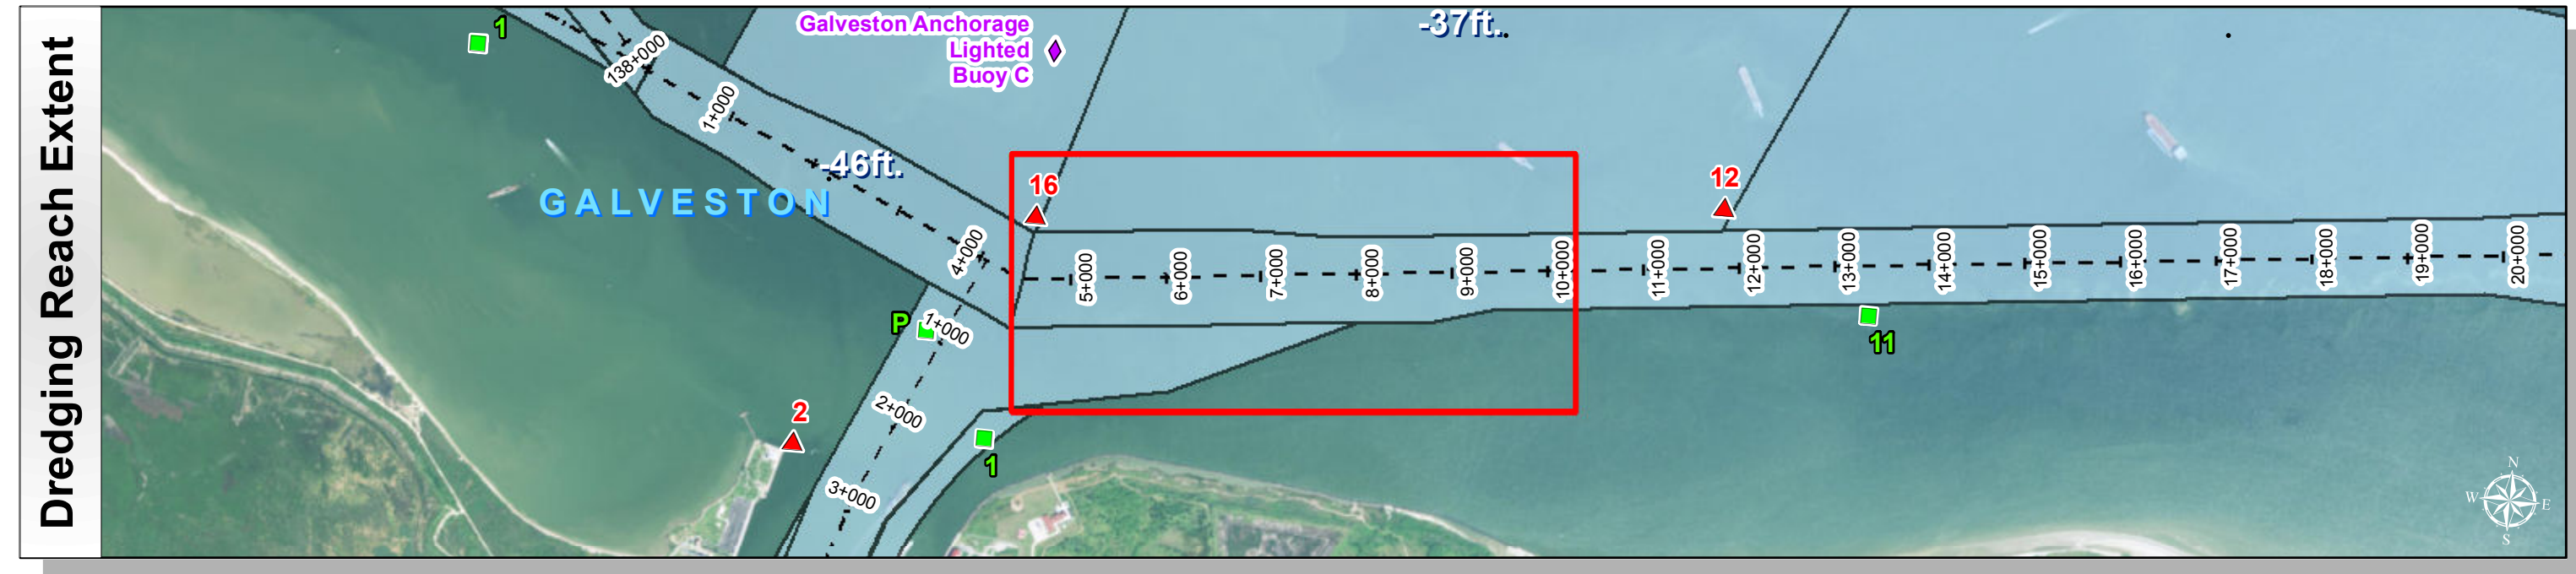 Dredging Reach Extent
1
138+000
1+000
Galveston Anchorage
Lighted
Buoy C
-37ft.
-46ft.
GALVESTON
16
12
4+000
5+000
6+000
7+000
8+000
9+000
10+000
11+000
12+000
13+000
14+000
15+000
16+000
17+000
18+000
19+000
20+000
P
1+000
11
2
2+000
1
3+000
N
W
E
S